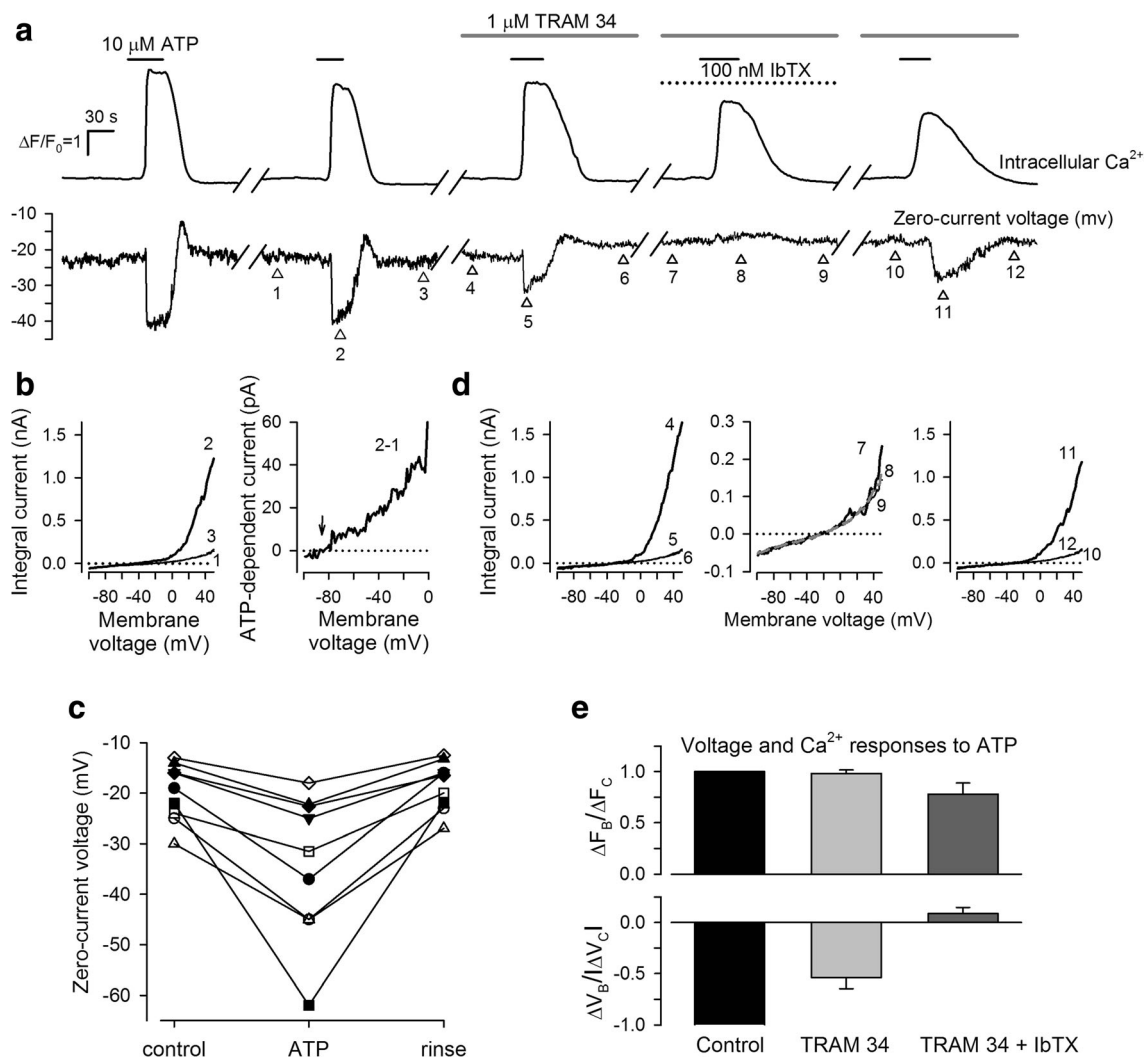 a
1 μM TRAM 34
10 μM ATP
100 nM IbTX
30 s
ΔF/F0=1
Intracellular Ca2+
Zero-current voltage (mv)
-10
-20
-30
-40
1
2
3
4
5
6
7
8
9
10
11
12
b
Integral current (nA)
1.5
1.0
0.5
0.0
2
3
1
-80 -40 0 40
Membrane voltage (mV)
ATP-dependent current (pA)
60
40
20
0
2-1
-80 -40 0
Membrane voltage (mV)
d
Integral current (nA)
1.5
1.0
0.5
0.0
4
5
6
-80 -40 0 40
0.3
0.2
0.1
0.0
-0.1
7
8
9
-80 -40 0 40
Membrane voltage (mV)
1.5
1.0
0.5
0.0
11
12
10
-80 -40 0 40
c
Zero-current voltage (mV)
-10
-20
-30
-40
-50
-60
control ATP rinse
e
Voltage and Ca2+ responses to ATP
ΔFB/ΔFC
1.0
0.5
0.0
ΔVB/IΔVCI
0.0
-0.5
-1.0
Control TRAM 34 TRAM 34 + IbTX